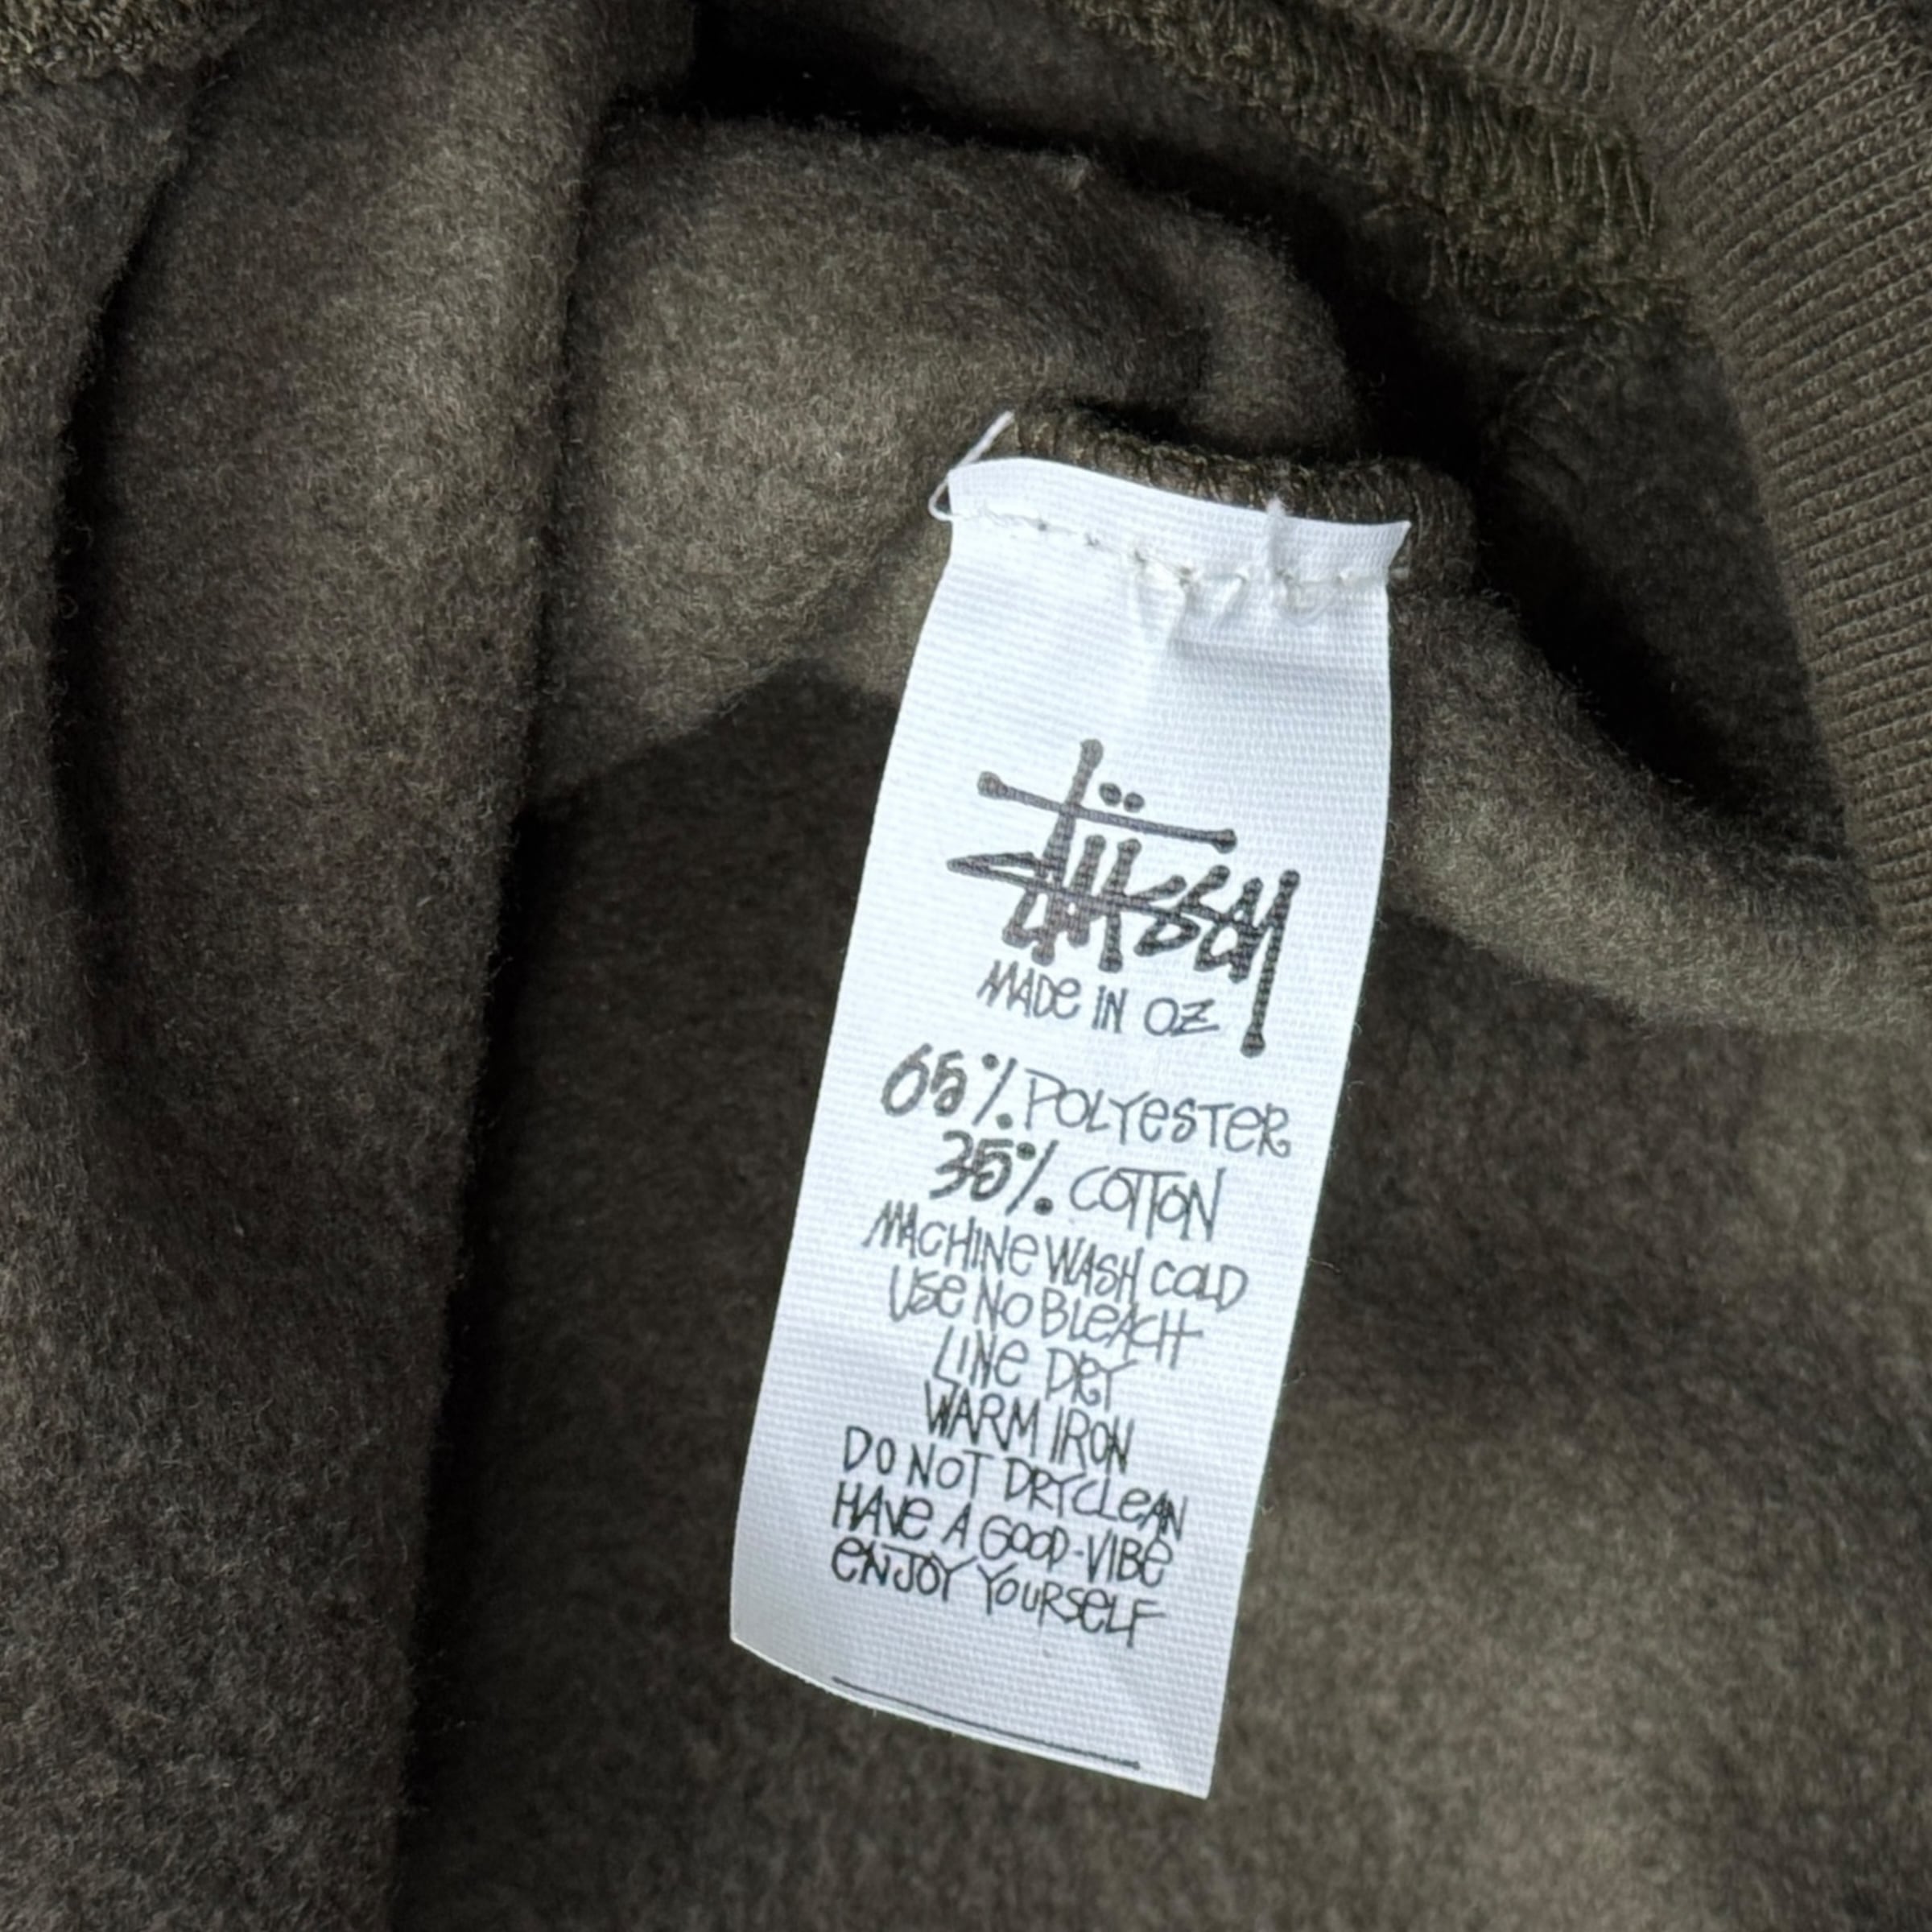 Stüssy
MADE IN OZ
65% POLYESTER
35% COTTON
MACHINE WASH COLD
USE NO BLEACH
LINE DRY
WARM IRON
DO NOT DRYCLEAN
HAVE A GOOD-VIBE
ENJOY YOURSELF